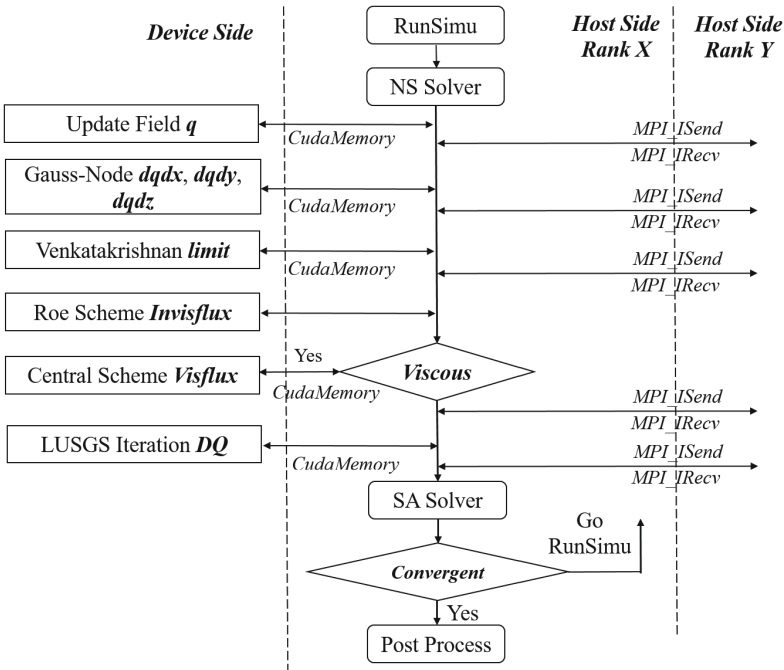 Device Side
RunSimu
Host Side
Rank X
Host Side
Rank Y
NS Solver
Update Field q
CudaMemory
MPI_ISend
MPI_IRecv
Gauss-Node dqdx, dqdy,
dqdz
CudaMemory
MPI_ISend
MPI_IRecv
Venkatakrishnan limit
CudaMemory
MPI_ISend
MPI_IRecv
Roe Scheme Invisflux
Central Scheme Visflux
Yes
CudaMemory
Viscous
MPI_ISend
MPI_IRecv
LUSGS Iteration DQ
CudaMemory
MPI_ISend
MPI_IRecv
SA Solver
Go
RunSimu
Convergent
Yes
Post Process